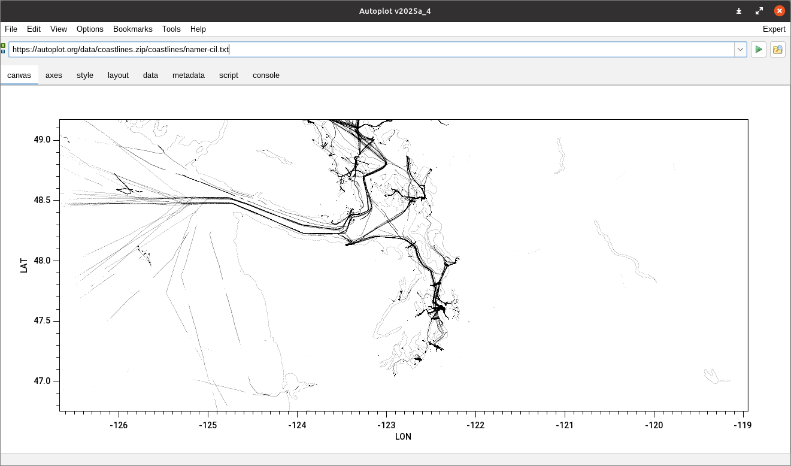 Autoplot v2025a_4
File Edit View Options Bookmarks Tools Help Expert
https://autoplot.org/data/coastlines.zip/coastlines/namer-cil.txt
canvas axes style layout data metadata script console
49.0
48.5
48.0
47.5
47.0
LAT
-126 -125 -124 -123 -122 -121 -120 -119
LON